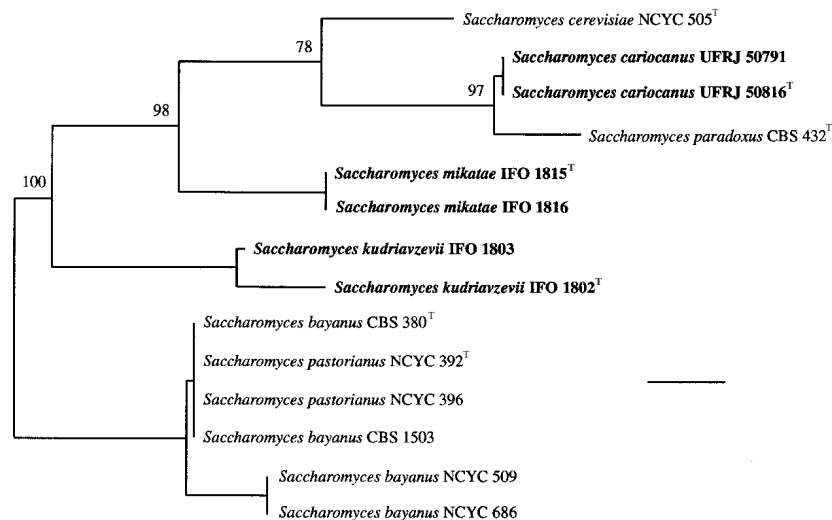 Saccharomyces cerevisiae NCYC 505T
78
Saccharomyces cariocanus UFRJ 50791
97
Saccharomyces cariocanus UFRJ 50816T
98
Saccharomyces paradoxus CBS 432T
Saccharomyces mikatae IFO 1815T
100
Saccharomyces mikatae IFO 1816
Saccharomyces kudriavzevii IFO 1803
Saccharomyces kudriavzevii IFO 1802T
Saccharomyces bayanus CBS 380T
Saccharomyces pastorianus NCYC 392T
Saccharomyces pastorianus NCYC 396
Saccharomyces bayanus CBS 1503
Saccharomyces bayanus NCYC 509
Saccharomyces bayanus NCYC 686